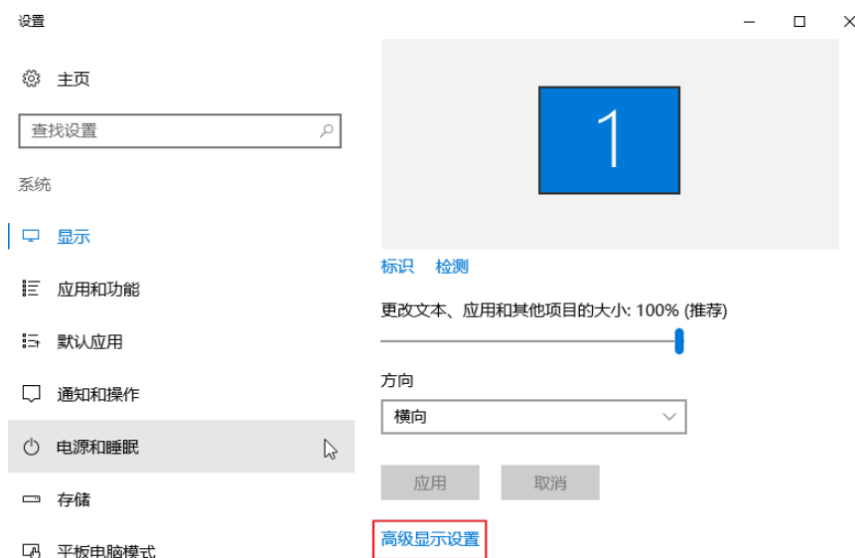 设置
主页
查找设置
系统
显示
应用和功能
默认应用
通知和操作
电源和睡眠
存储
平板电脑模式
1
标识 检测
更改文本、应用和其他项目的大小: 100% (推荐)
方向
横向
应用 取消
高级显示设置